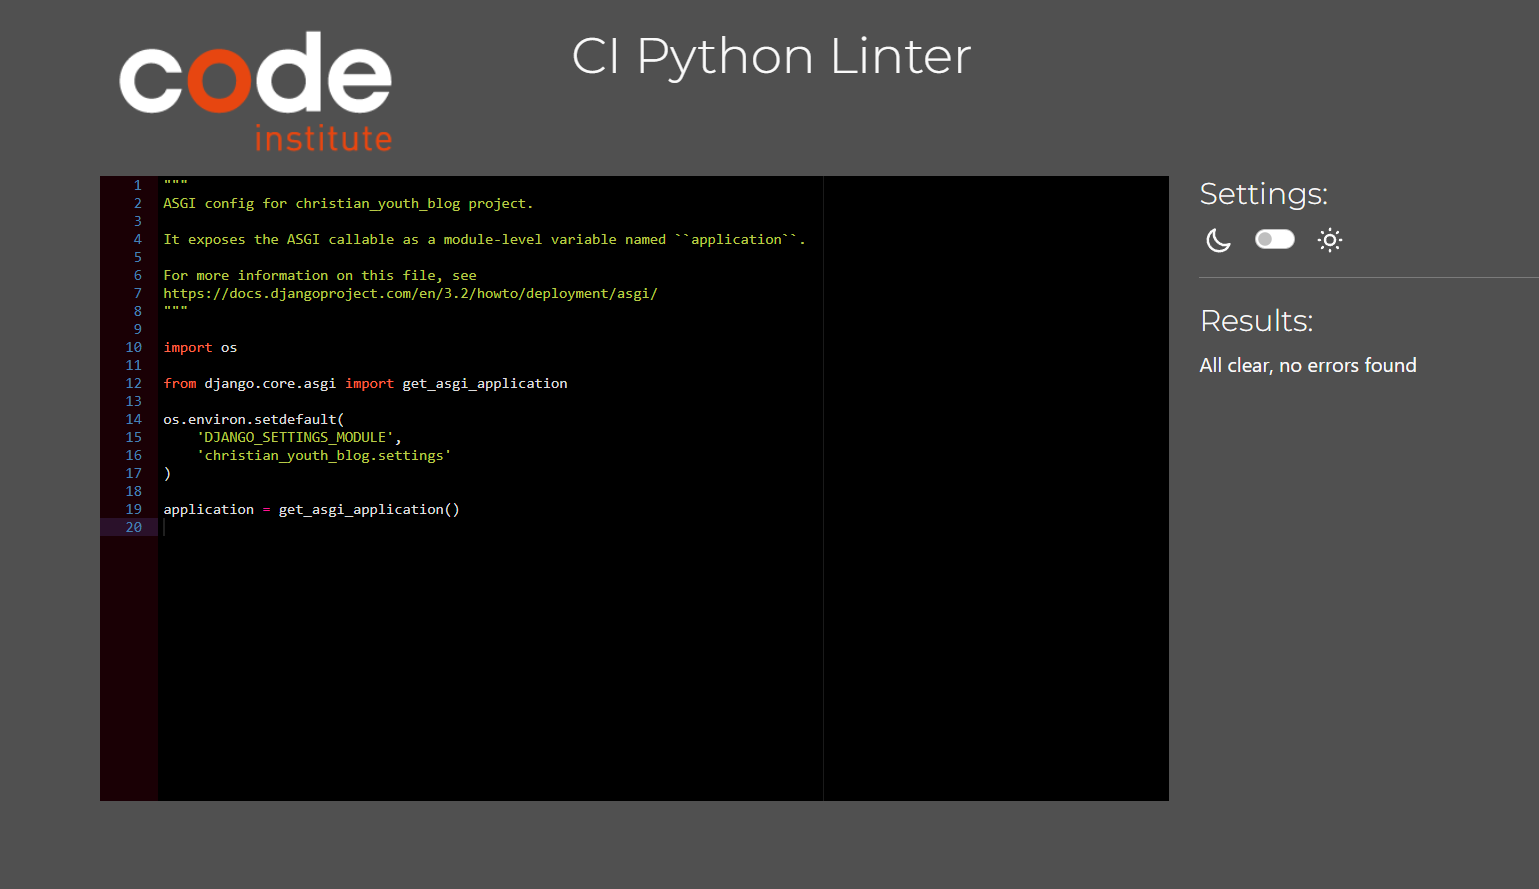 code
institute
CI Python Linter
1 """
2 ASGI config for christian_youth_blog project.
3
4 It exposes the ASGI callable as a module-level variable named ``application``.
5
6 For more information on this file, see
7 https://docs.djangoproject.com/en/3.2/howto/deployment/asgi/
8 """
9
10 import os
11
12 from django.core.asgi import get_asgi_application
13
14 os.environ.setdefault(
15     'DJANGO_SETTINGS_MODULE',
16     'christian_youth_blog.settings'
17 )
18
19 application = get_asgi_application()
20
Settings:
Results:
All clear, no errors found